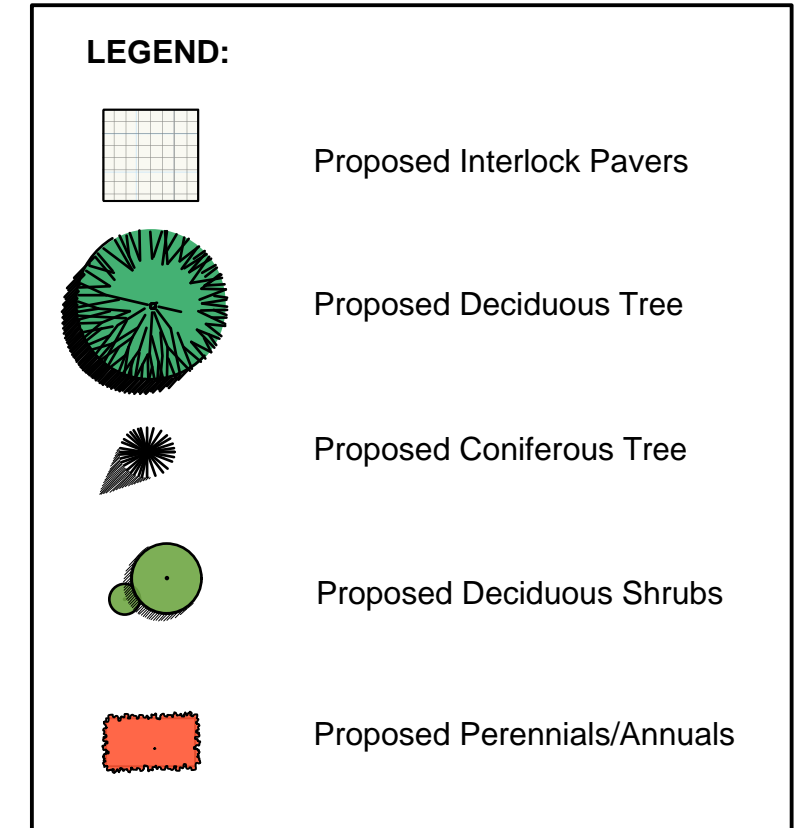 LEGEND:
Proposed Interlock Pavers
Proposed Deciduous Tree
Proposed Coniferous Tree
Proposed Deciduous Shrubs
Proposed Perennials/Annuals